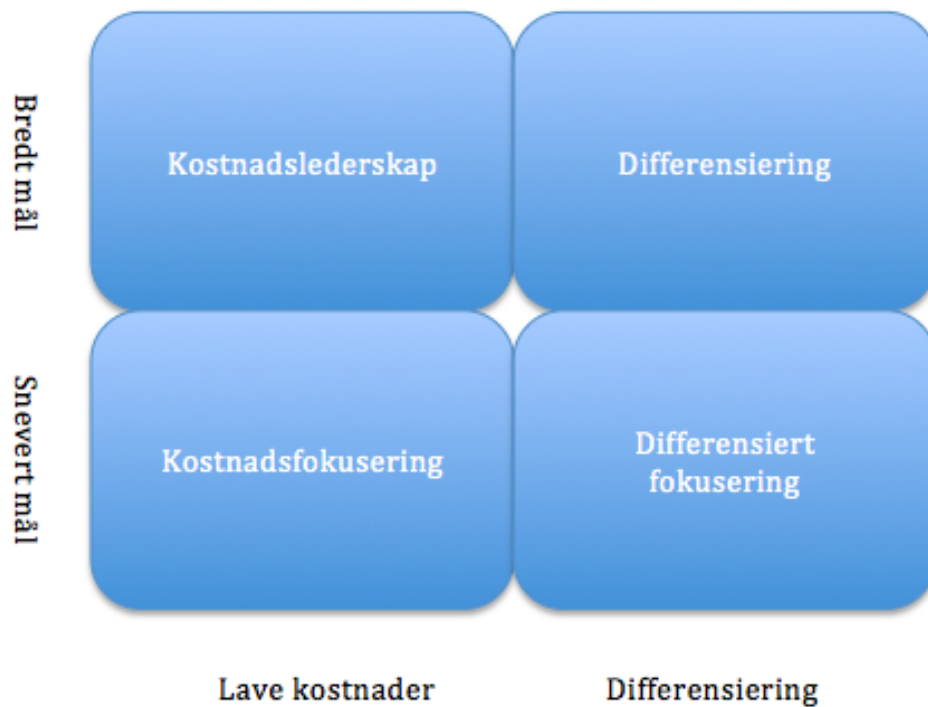 Bredt mål
Kostnadslederskap
Differensiering
Snevert mål
Kostnadsfokusering
Differensiert
fokusering
Lave kostnader
Differensiering